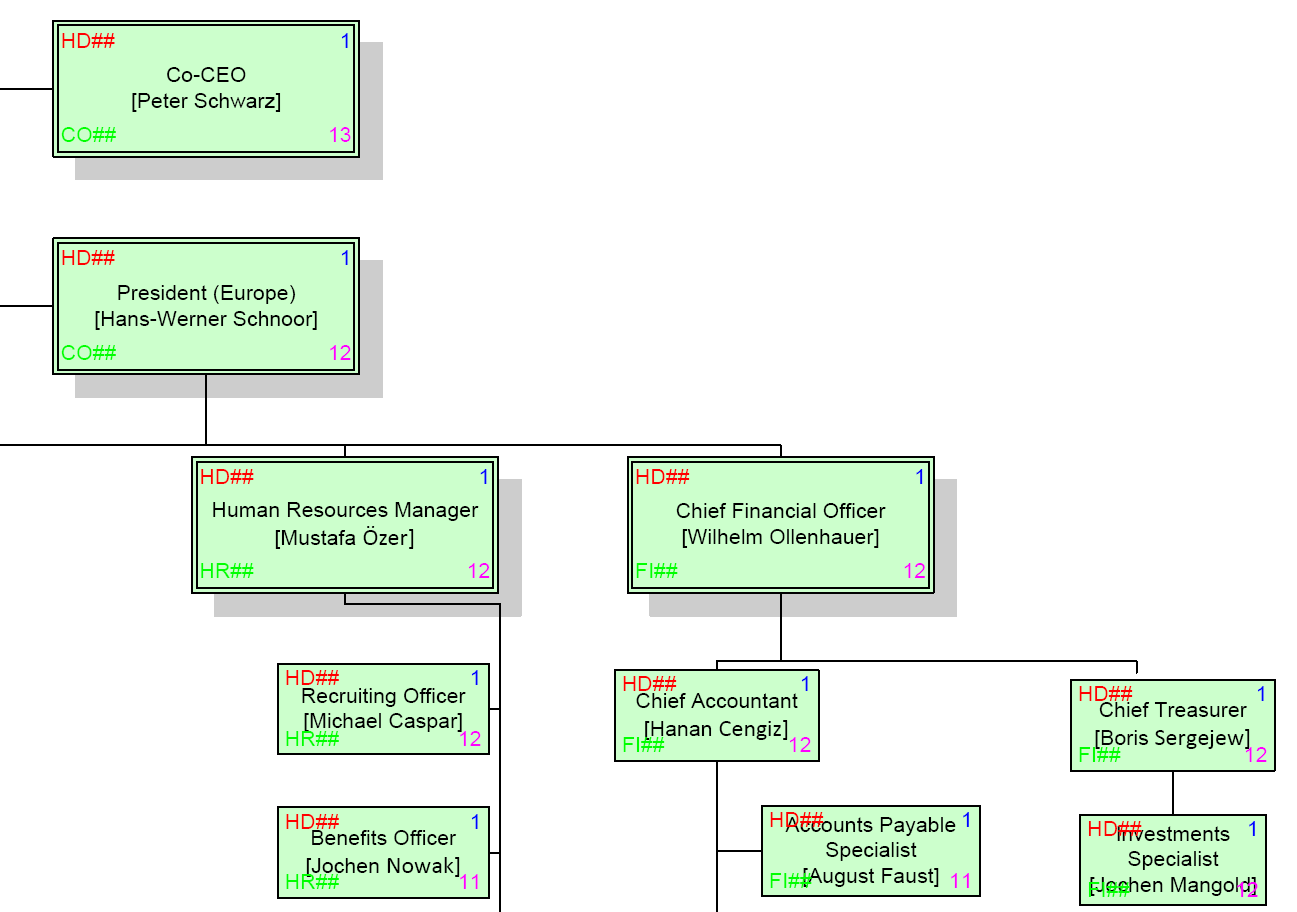 HD## 1
Co-CEO
[Peter Schwarz]
CO## 13
HD## 1
President (Europe)
[Hans-Werner Schnoor]
CO## 12
HD## 1
Human Resources Manager
[Mustafa Özer]
HR## 12
HD## 1
Chief Financial Officer
[Wilhelm Ollenhauer]
FI## 12
HD## 1
Recruiting Officer
[Michael Caspar]
HR## 12
HD## 1
Chief Accountant
[Hanan Cengiz]
FI## 12
HD## 1
Chief Treasurer
[Boris Sergejew]
FI## 12
HD## 1
Benefits Officer
[Jochen Nowak]
HR## 11
HD## 1
Accounts Payable
Specialist
[August Faust]
FI## 11
HD## 1
Investments
Specialist
[Jochen Mangold]
FI## 12